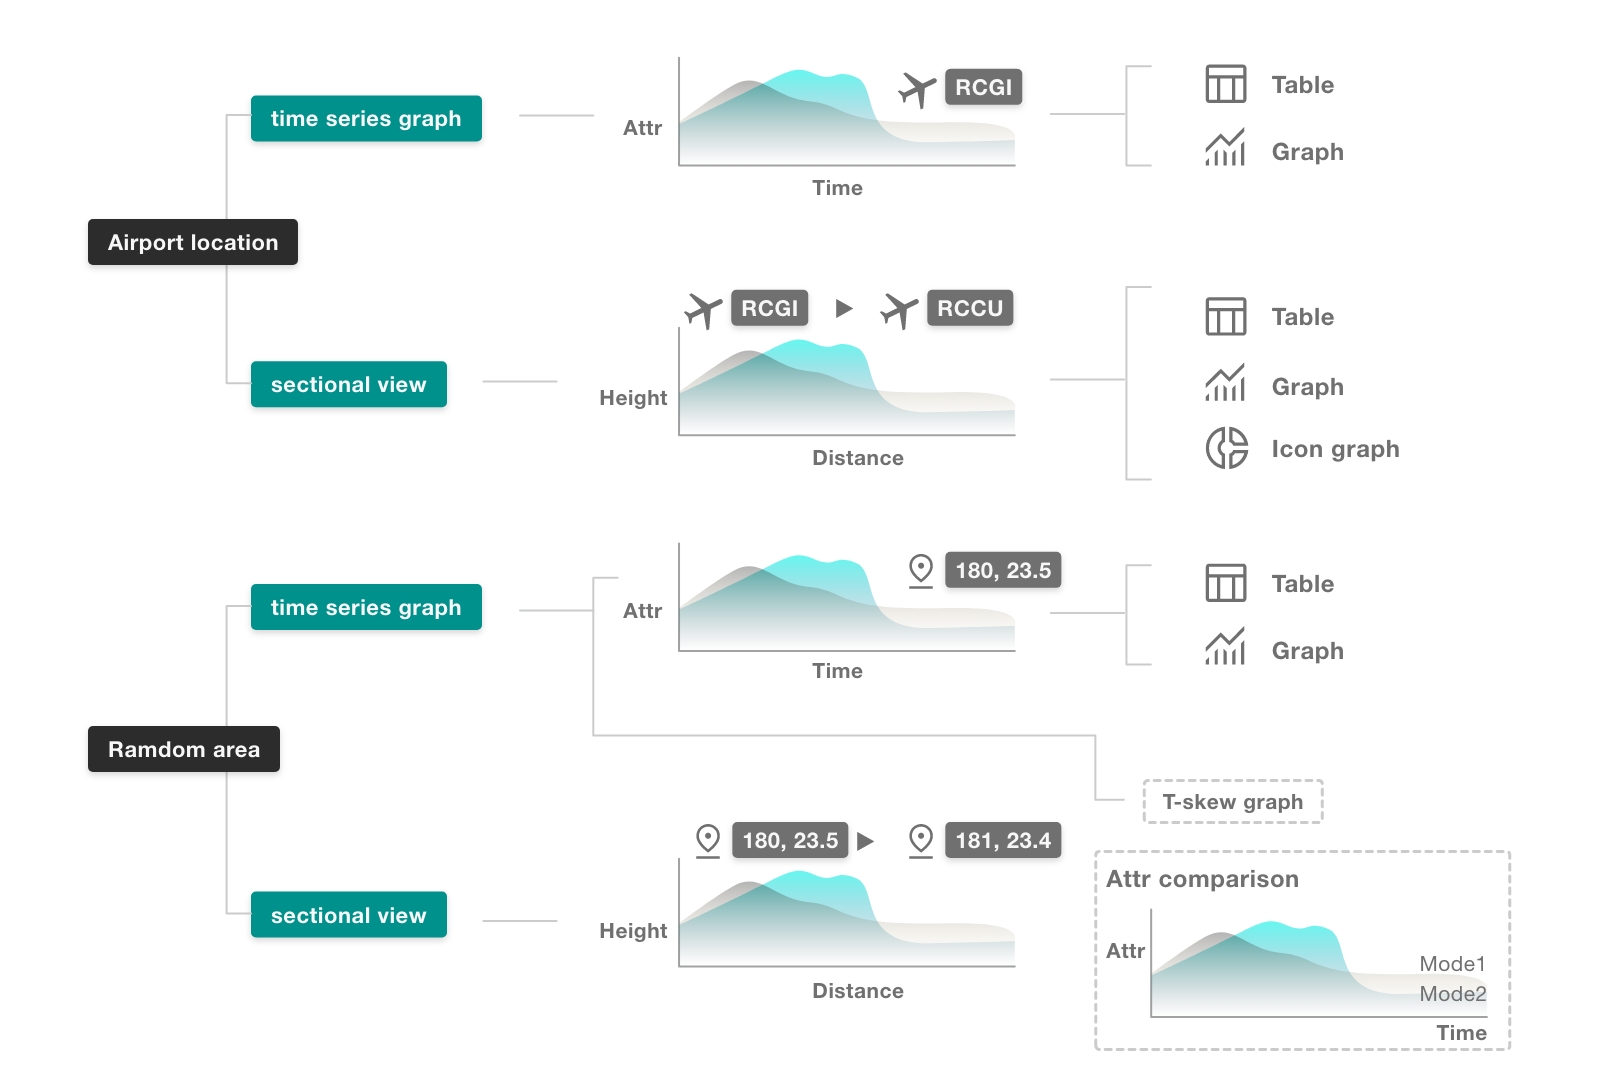 time series graph
Attr
RCGI
Time
Table
Graph
Airport location
sectional view
RCGI
RCCU
Height
Distance
Table
Graph
Icon graph
time series graph
Attr
180, 23.5
Time
Table
Graph
Ramdom area
T-skew graph
sectional view
180, 23.5
181, 23.4
Height
Distance
Attr comparison
Attr
Mode1
Mode2
Time